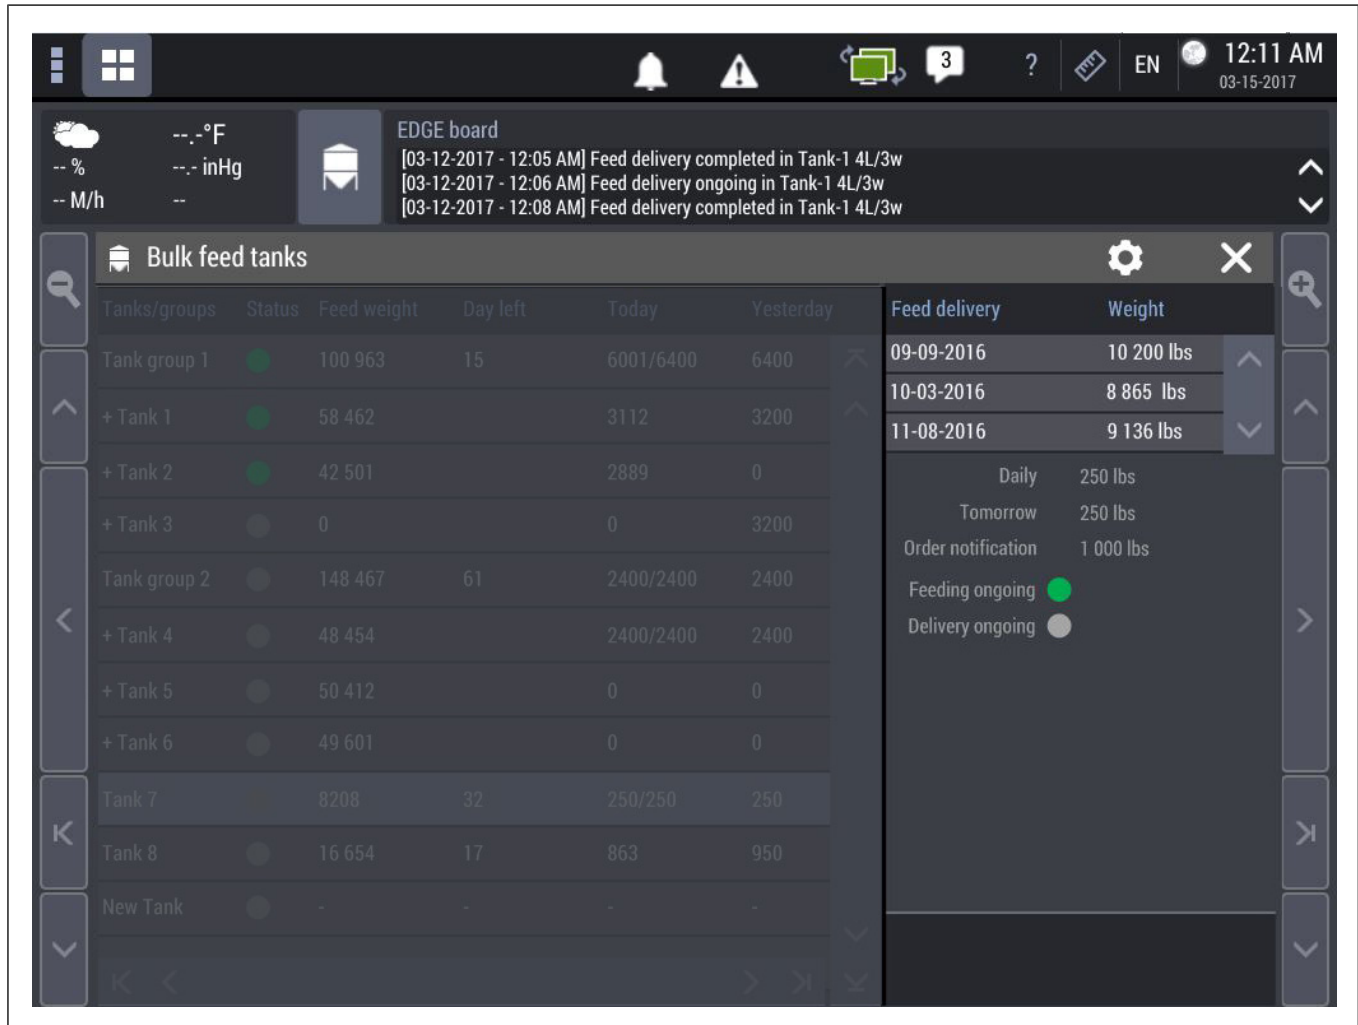 3 ? EN 12:11 AM
03-15-2017
--.-°F
-- % --.- inHg
-- M/h --
EDGE board
[03-12-2017 - 12:05 AM] Feed delivery completed in Tank-1 4L/3w
[03-12-2017 - 12:06 AM] Feed delivery ongoing in Tank-1 4L/3w
[03-12-2017 - 12:08 AM] Feed delivery completed in Tank-1 4L/3w
Bulk feed tanks
Tanks/groups Status Feed weight Day left Today Yesterday
Tank group 1 100 963 15 6001/6400 6400
+ Tank 1 58 462 3112 3200
+ Tank 2 42 501 2889 0
+ Tank 3 0 0 3200
Tank group 2 148 467 61 2400/2400 2400
+ Tank 4 48 454 2400/2400 2400
+ Tank 5 50 412 0 0
+ Tank 6 49 601 0 0
Tank 7 8208 32 250/250 250
Tank 8 16 654 17 863 950
New Tank - - - -
Feed delivery Weight
09-09-2016 10 200 lbs
10-03-2016 8 865 lbs
11-08-2016 9 136 lbs
Daily 250 lbs
Tomorrow 250 lbs
Order notification 1 000 lbs
Feeding ongoing
Delivery ongoing